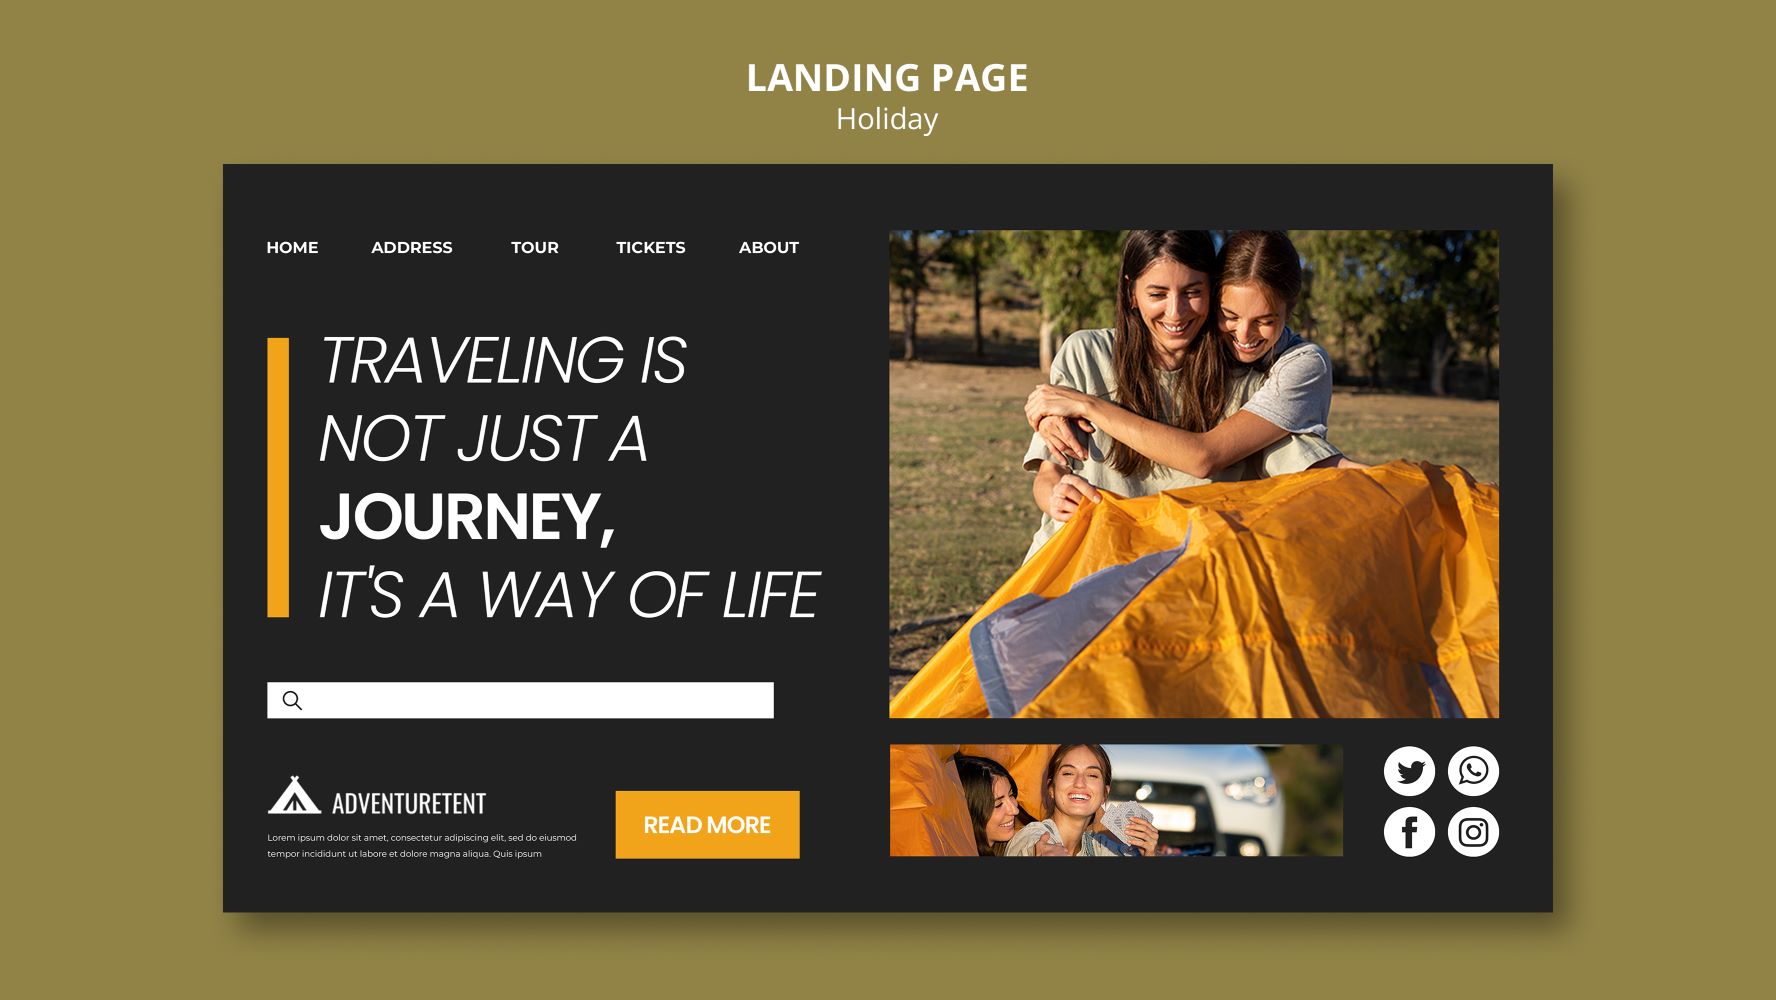 LANDING PAGE
Holiday
HOME ADDRESS TOUR TICKETS ABOUT
TRAVELING IS
NOT JUST A
JOURNEY,
IT'S A WAY OF LIFE
ADVENTURETENT
Lorem ipsum dolor sit amet, consectetur adipiscing elit, sed do eiusmod
tempor incididunt ut labore et dolore magna aliqua. Quis ipsum
READ MORE